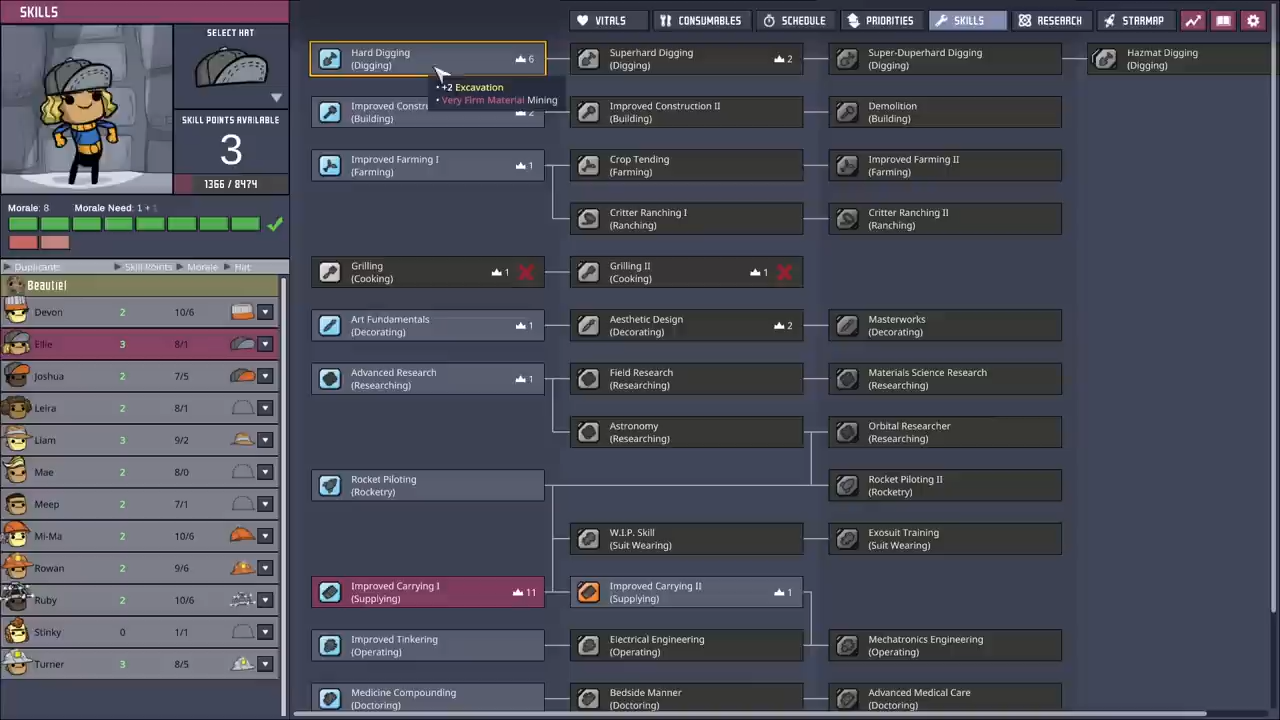 SKILLS
VITALS
CONSUMABLES
SCHEDULE
PRIORITIES
SKILLS
RESEARCH
STARMAP
SELECT HAT
SKILL POINTS AVAILABLE
3
1366 / 8474
Morale: 8
Morale Need: 1 +
Skill Points
Morale
Hat
Devon 2 10/6
Ellie 3 8/1
Joshua 2 7/5
Leira 2 8/1
Liam 3 9/2
Mae 2 8/0
Meep 2 7/1
Mi-Ma 2 10/6
Rowan 2 9/6
Ruby 2 10/6
Stinky 0 1/1
Turner 3 8/5
Hard Digging 6
(Digging)
Superhard Digging 2
(Digging)
Super-Duperhard Digging
(Digging)
Hazmat Digging
(Digging)
• +2 Excavation
• Very Firm Material Mining
Improved Constr
(Building)
2
Improved Construction II
(Building)
Demolition
(Building)
Improved Farming I 1
(Farming)
Crop Tending
(Farming)
Improved Farming II
(Farming)
Critter Ranching I
(Ranching)
Critter Ranching II
(Ranching)
Grilling 1
(Cooking)
Grilling II 1
(Cooking)
Art Fundamentals 1
(Decorating)
Aesthetic Design 2
(Decorating)
Masterworks
(Decorating)
Advanced Research 1
(Researching)
Field Research
(Researching)
Materials Science Research
(Researching)
Astronomy
(Researching)
Orbital Researcher
(Researching)
Rocket Piloting
(Rocketry)
Rocket Piloting II
(Rocketry)
W.I.P. Skill
(Suit Wearing)
Exosuit Training
(Suit Wearing)
Improved Carrying I 11
(Supplying)
Improved Carrying II 1
(Supplying)
Improved Tinkering
(Operating)
Electrical Engineering
(Operating)
Mechatronics Engineering
(Operating)
Medicine Compounding
(Doctoring)
Bedside Manner
(Doctoring)
Advanced Medical Care
(Doctoring)